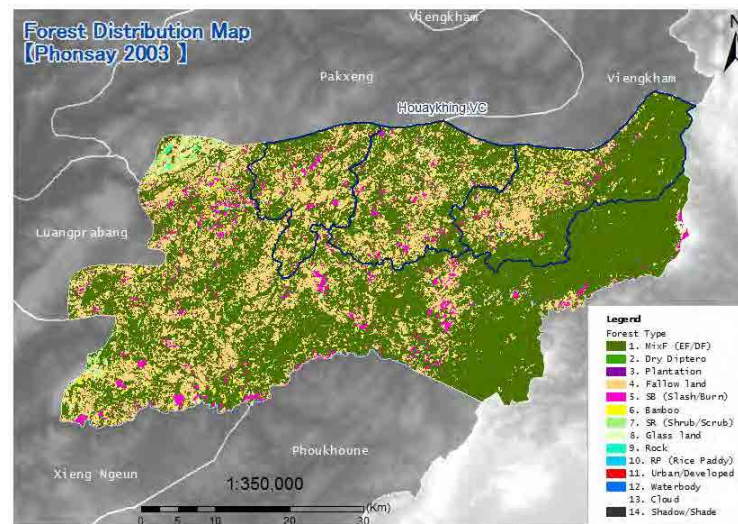 Forest Distribution Map
【Phonsay 2003 】
Viengkham
N
Pakxeng
Viengkham
Houaykhing VC
Luangprabang
Phoukhoune
Xieng Ngeun
1:350,000
(Km)
0 5 10 20 30
Legend
Forest Type
1. MixF (EF/DF)
2. Dry Diptero
3. Plantation
4. Fallow land
5. SB (Slash/Burn)
6. Bamboo
7. SR (Shrub/Scrub)
8. Glass land
9. Rock
10. RP (Rice Paddy)
11. Urban/Developed
12. Waterbody
13. Cloud
14. Shadow/Shade